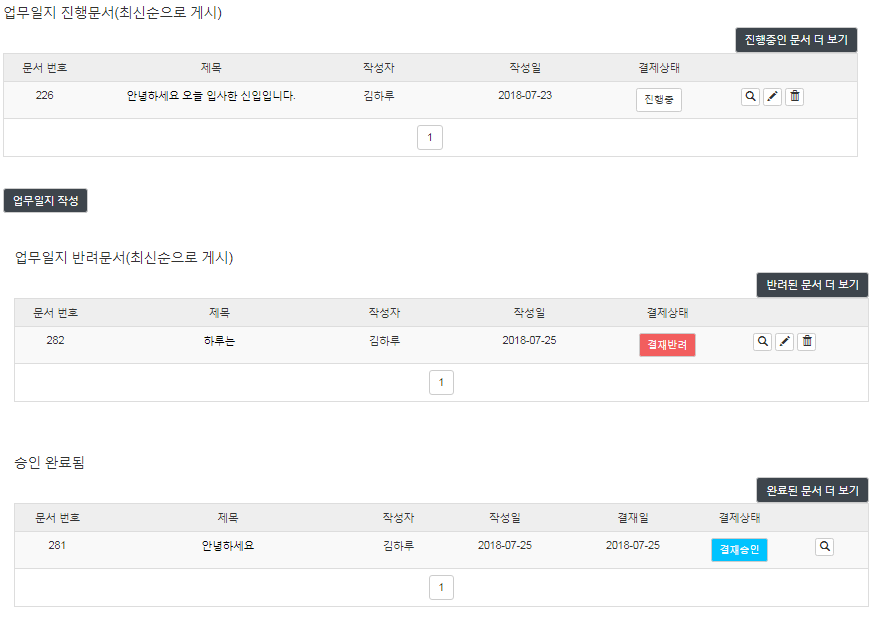 업무일지 진행문서(최신순으로 게시)
진행중인 문서 더 보기
문서 번호 제목 작성자 작성일 결제상태
226 안녕하세요 오늘 입사한 신입입니다. 김하루 2018-07-23 진행중
1
업무일지 작성
업무일지 반려문서(최신순으로 게시)
반려된 문서 더 보기
문서 번호 제목 작성자 작성일 결제상태
282 하루는 김하루 2018-07-25 결재반려
1
승인 완료됨
완료된 문서 더 보기
문서 번호 제목 작성자 작성일 결재일 결제상태
281 안녕하세요 김하루 2018-07-25 2018-07-25 결재승인
1